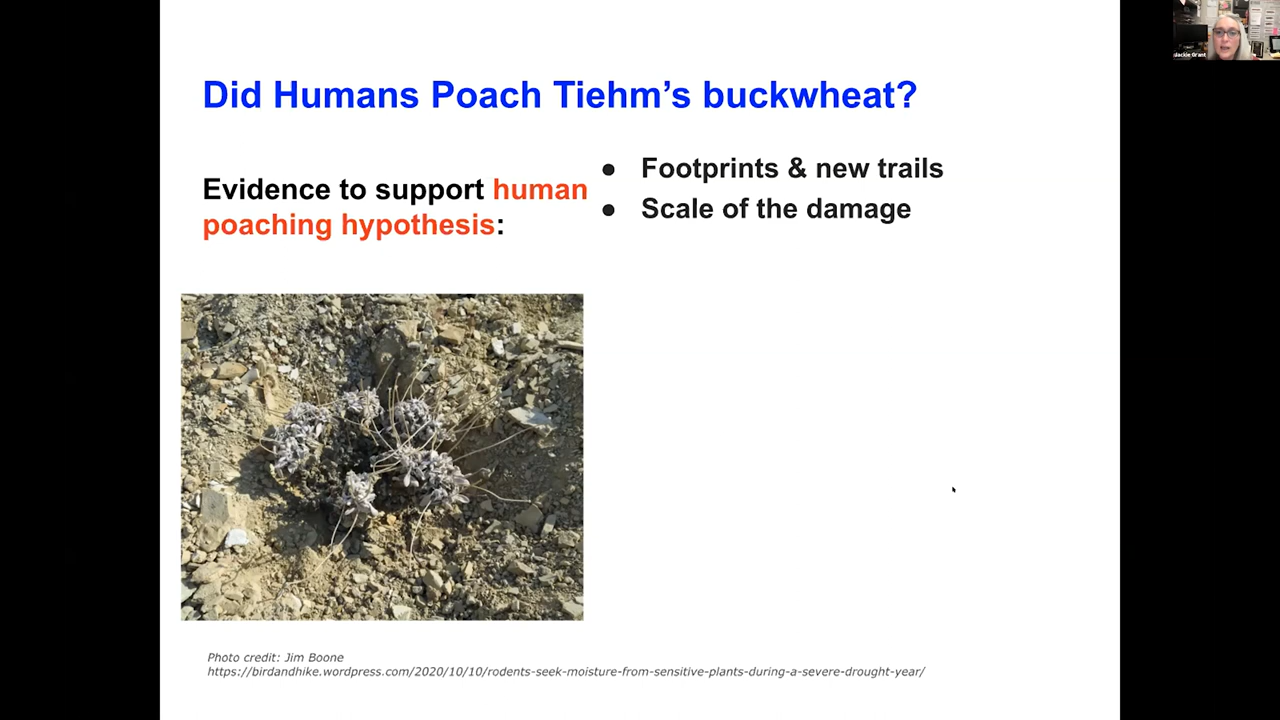 Did Humans Poach Tiehm's buckwheat?
Evidence to support human
poaching hypothesis:
● Footprints & new trails
● Scale of the damage
Photo credit: Jim Boone
https://birdandhike.wordpress.com/2020/10/10/rodents-seek-moisture-from-sensitive-plants-during-a-severe-drought-year/
Jackie Grant